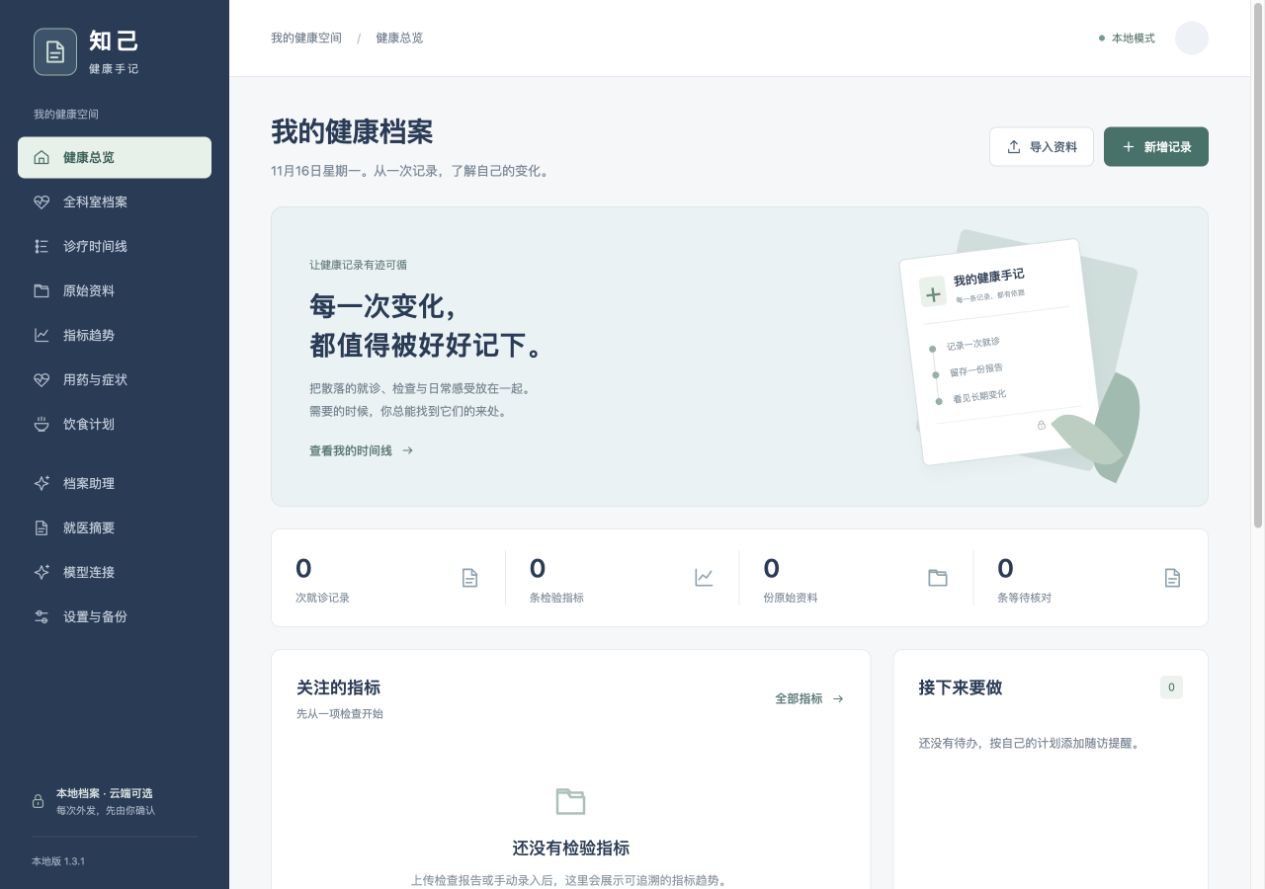 知己
健康手记
我的健康空间
健康总览
全科室档案
诊疗时间线
原始资料
指标趋势
用药与症状
饮食计划
档案助理
就医摘要
模型连接
设置与备份
本地档案 · 云端可选
每次外发，先由你确认
本地版 1.3.1
我的健康空间 / 健康总览
本地模式
我的健康档案
11月16日星期一。从一次记录，了解自己的变化。
导入资料
新增记录
让健康记录有迹可循
每一次变化，
都值得被好好记下。
把散落的就诊、检查与日常感受放在一起。
需要的时候，你总能找到它们的来处。
查看我的时间线 →
我的健康手记
每一条记录，都有依据
记录一次就诊
留存一份报告
看见长期变化
0
次就诊记录
0
条检验指标
0
份原始资料
0
条等待核对
关注的指标
先从一项检查开始
全部指标 →
还没有检验指标
上传检查报告或手动录入后，这里会展示可追溯的指标趋势。
接下来要做
0
还没有待办，按自己的计划添加随访提醒。